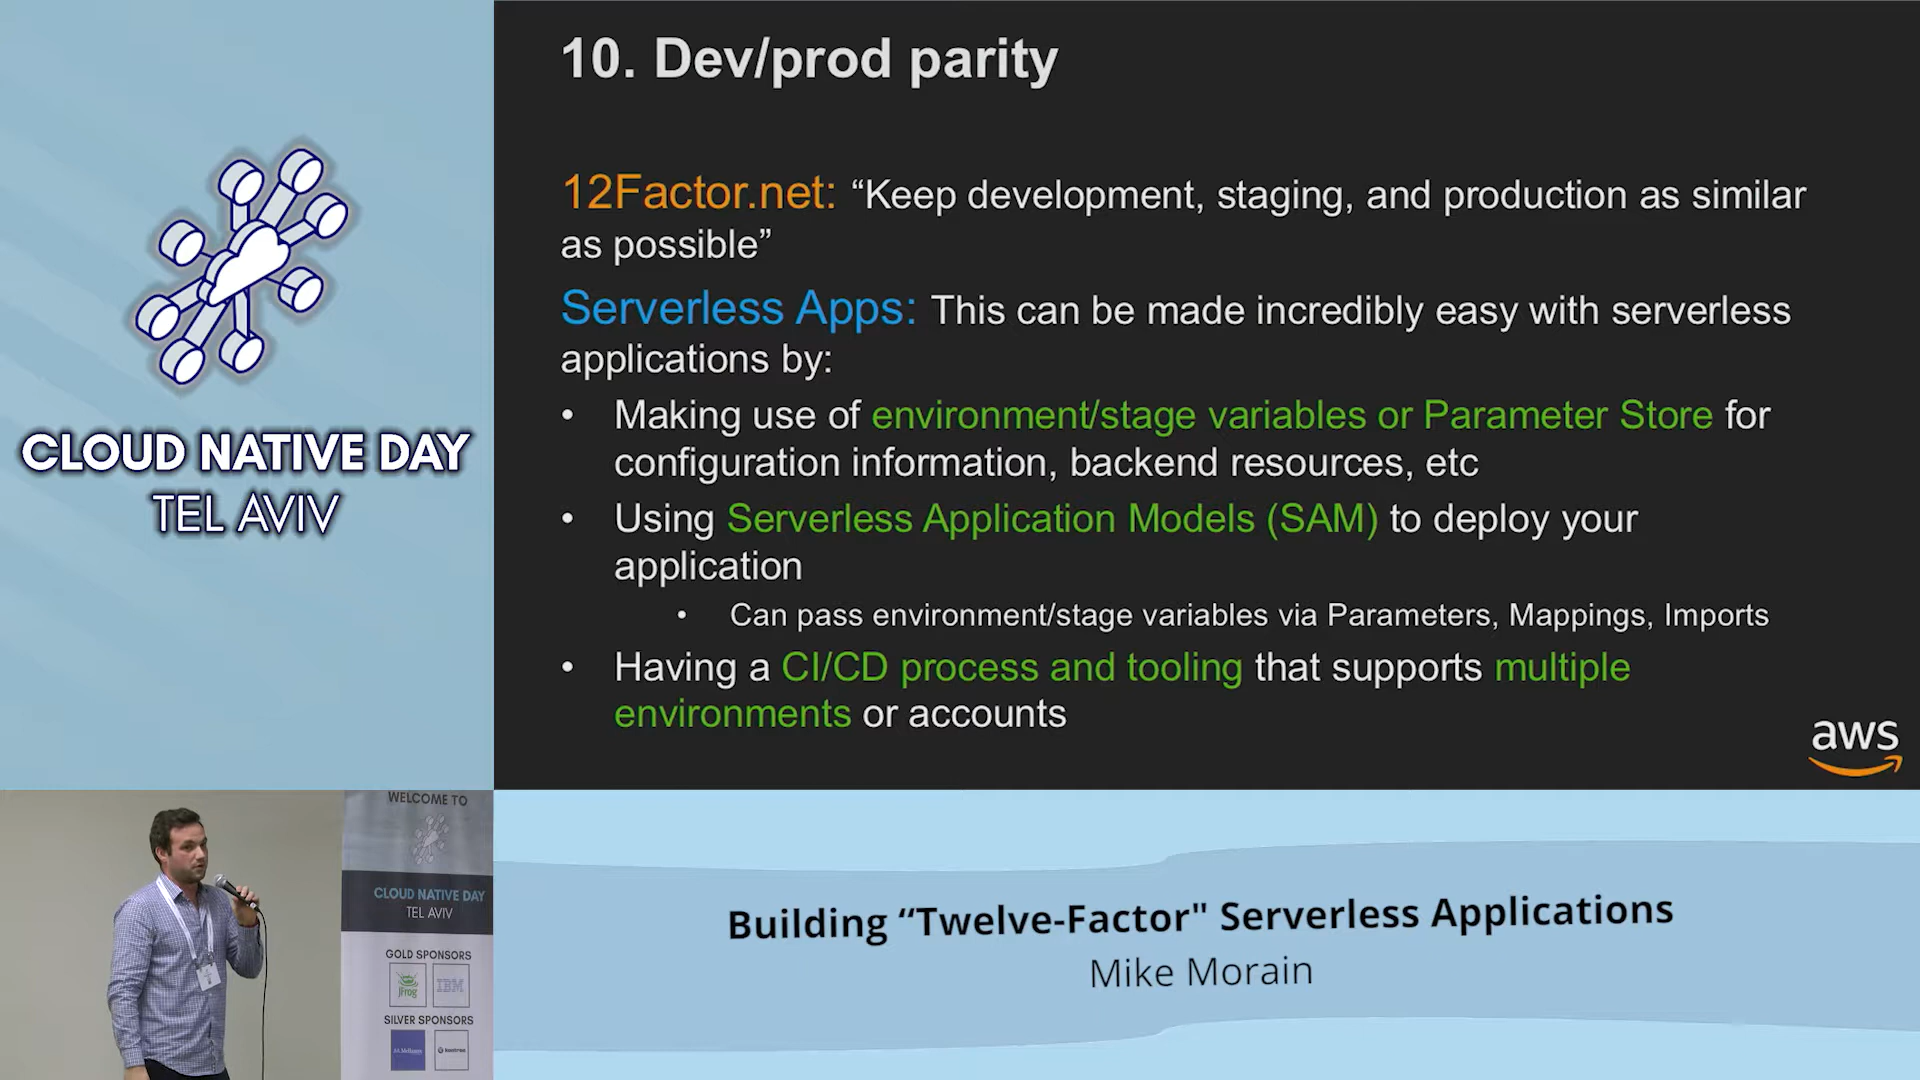 10. Dev/prod parity
12Factor.net: “Keep development, staging, and production as similar
as possible”
Serverless Apps: This can be made incredibly easy with serverless
applications by:
• Making use of environment/stage variables or Parameter Store for
configuration information, backend resources, etc
• Using Serverless Application Models (SAM) to deploy your
application
• Can pass environment/stage variables via Parameters, Mappings, Imports
• Having a CI/CD process and tooling that supports multiple
environments or accounts
aws
CLOUD NATIVE DAY
TEL AVIV
WELCOME TO
CLOUD NATIVE DAY
TEL AVIV
GOLD SPONSORS
JFrog
IBM
SILVER SPONSORS
Building “Twelve-Factor" Serverless Applications
Mike Morain